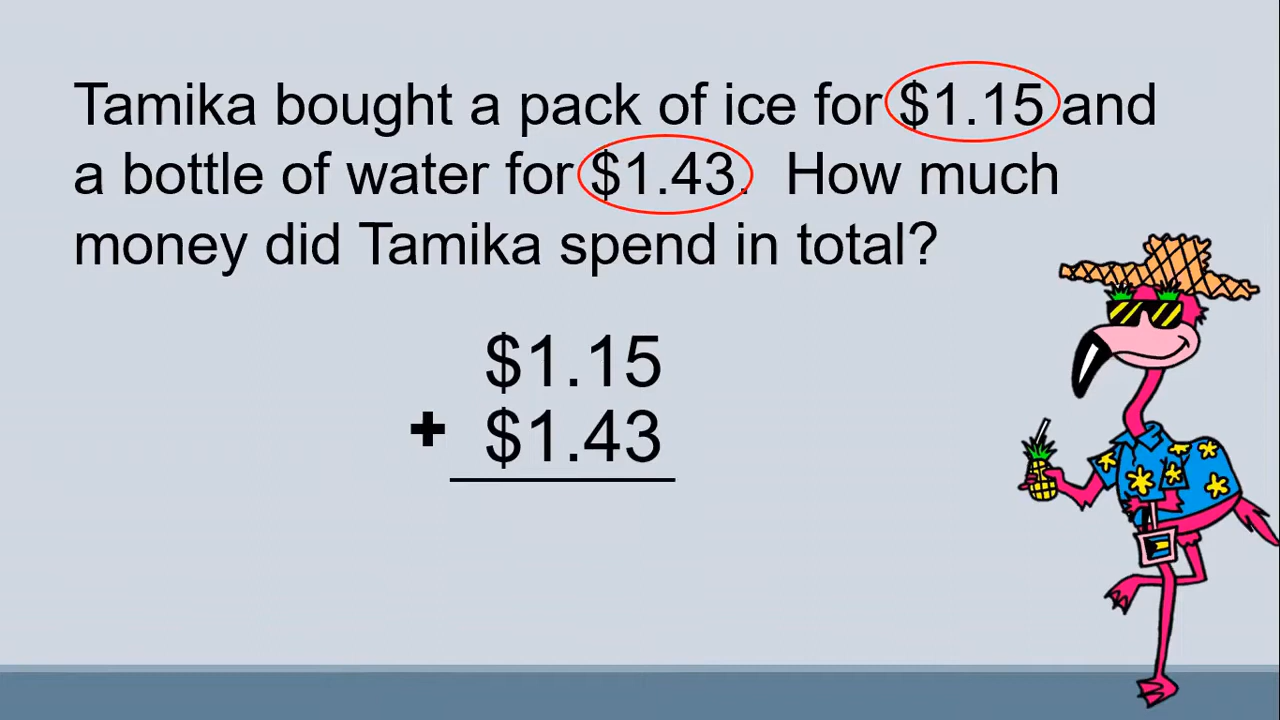 Tamika bought a pack of ice for $1.15 and
a bottle of water for $1.43.  How much
money did Tamika spend in total?
$1.15
+ $1.43